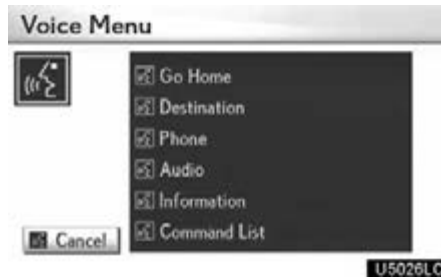 Voice Menu
Go Home
Destination
Phone
Audio
Information
Command List
Cancel
U5026LC